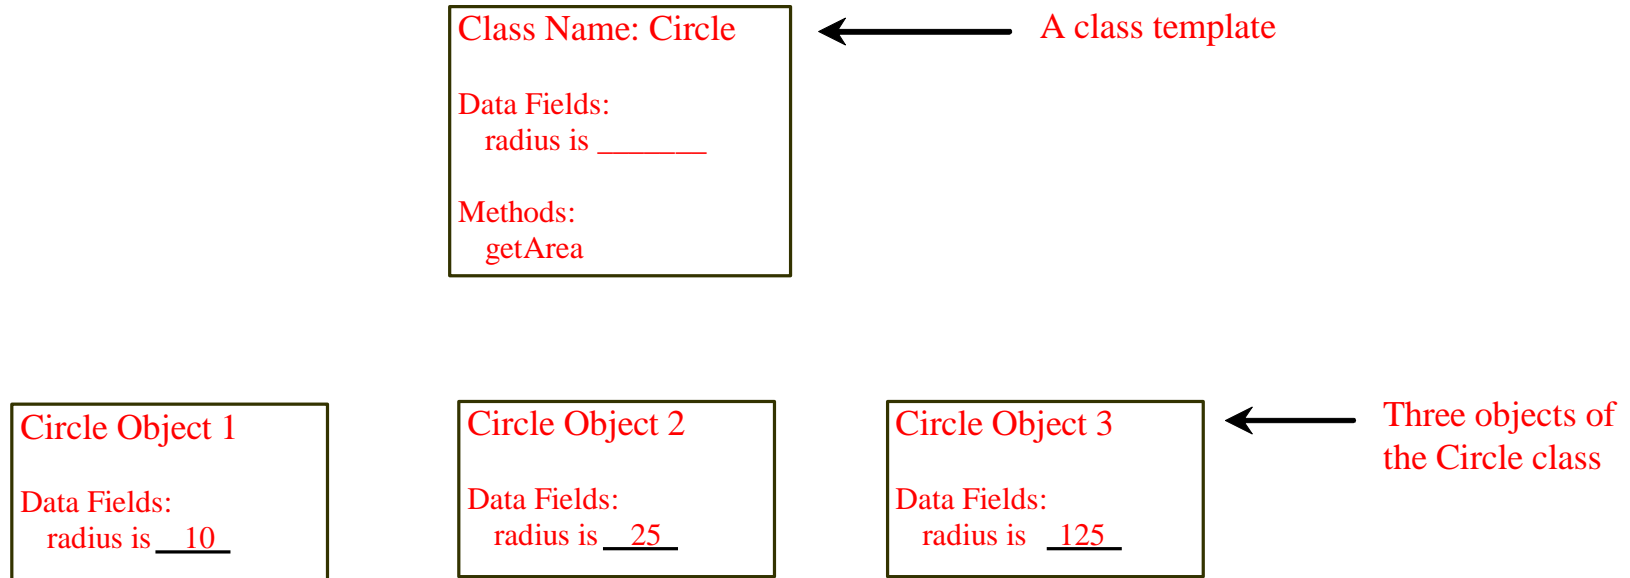 Class Name: Circle
A class template
Data Fields:
radius is _______
Methods:
getArea
Circle Object 1
Data Fields:
radius is 10
Circle Object 2
Data Fields:
radius is 25
Circle Object 3
Data Fields:
radius is 125
Three objects of
the Circle class